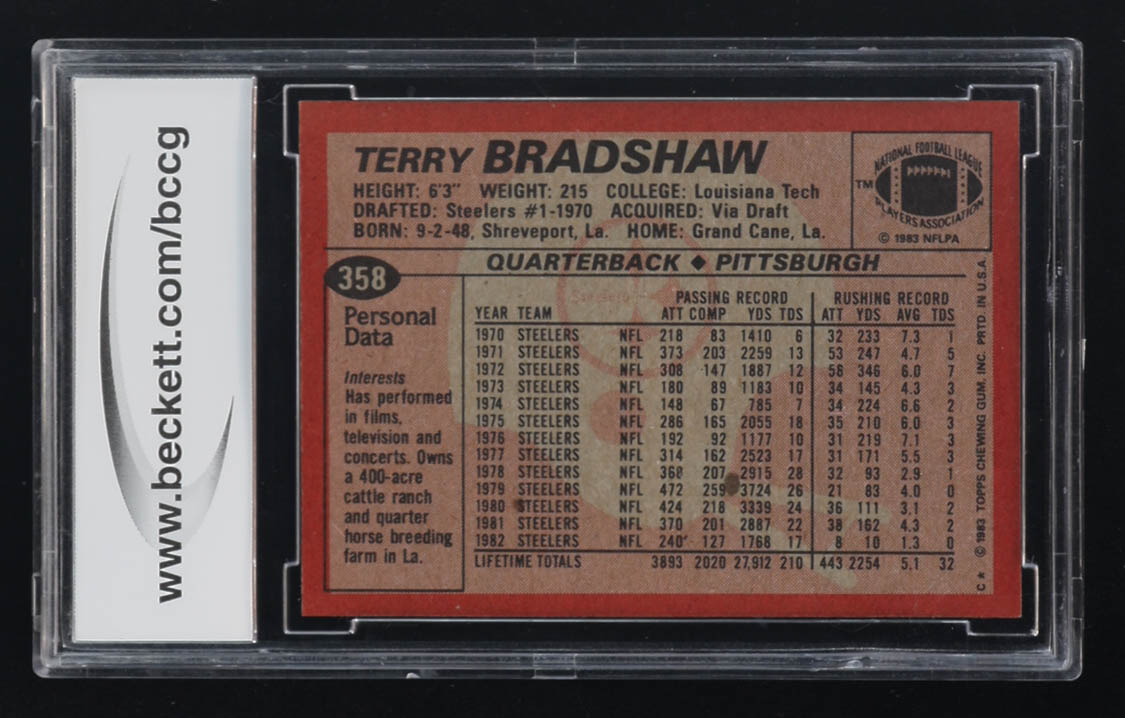 www.beckett.com/bccg
TERRY BRADSHAW
HEIGHT: 6'3" WEIGHT: 215 COLLEGE: Louisiana Tech
DRAFTED: Steelers #1-1970 ACQUIRED: Via Draft
BORN: 9-2-48, Shreveport, La. HOME: Grand Cane, La.
NATIONAL FOOTBALL LEAGUE
TM
PLAYERS ASSOCIATION
© 1983 NFLPA
QUARTERBACK ♦ PITTSBURGH
358
Personal
Data
Interests
Has performed
in films,
television and
concerts. Owns
a 400-acre
cattle ranch
and quarter
horse breeding
farm in La.
Steelers
PASSING RECORD RUSHING RECORD
YEAR TEAM ATT COMP YDS TDS ATT YDS AVG TDS
1970 STEELERS NFL 218 83 1410 6 32 233 7.3 1
1971 STEELERS NFL 373 203 2259 13 53 247 4.7 5
1972 STEELERS NFL 308 147 1887 12 58 346 6.0 7
1973 STEELERS NFL 180 89 1183 10 34 145 4.3 3
1974 STEELERS NFL 148 67 785 7 34 224 6.6 2
1975 STEELERS NFL 286 165 2055 18 35 210 6.0 3
1976 STEELERS NFL 192 92 1177 10 31 219 7.1 3
1977 STEELERS NFL 314 162 2523 17 31 171 5.5 3
1978 STEELERS NFL 368 207 2915 28 32 93 2.9 1
1979 STEELERS NFL 472 259 3724 26 21 83 4.0 0
1980 STEELERS NFL 424 218 3339 24 36 111 3.1 2
1981 STEELERS NFL 370 201 2887 22 38 162 4.3 2
1982 STEELERS NFL 240 127 1768 17 8 10 1.3 0
LIFETIME TOTALS 3893 2020 27,912 210 443 2254 5.1 32
C* © 1983 TOPPS CHEWING GUM, INC. PRTD. IN U.S.A.